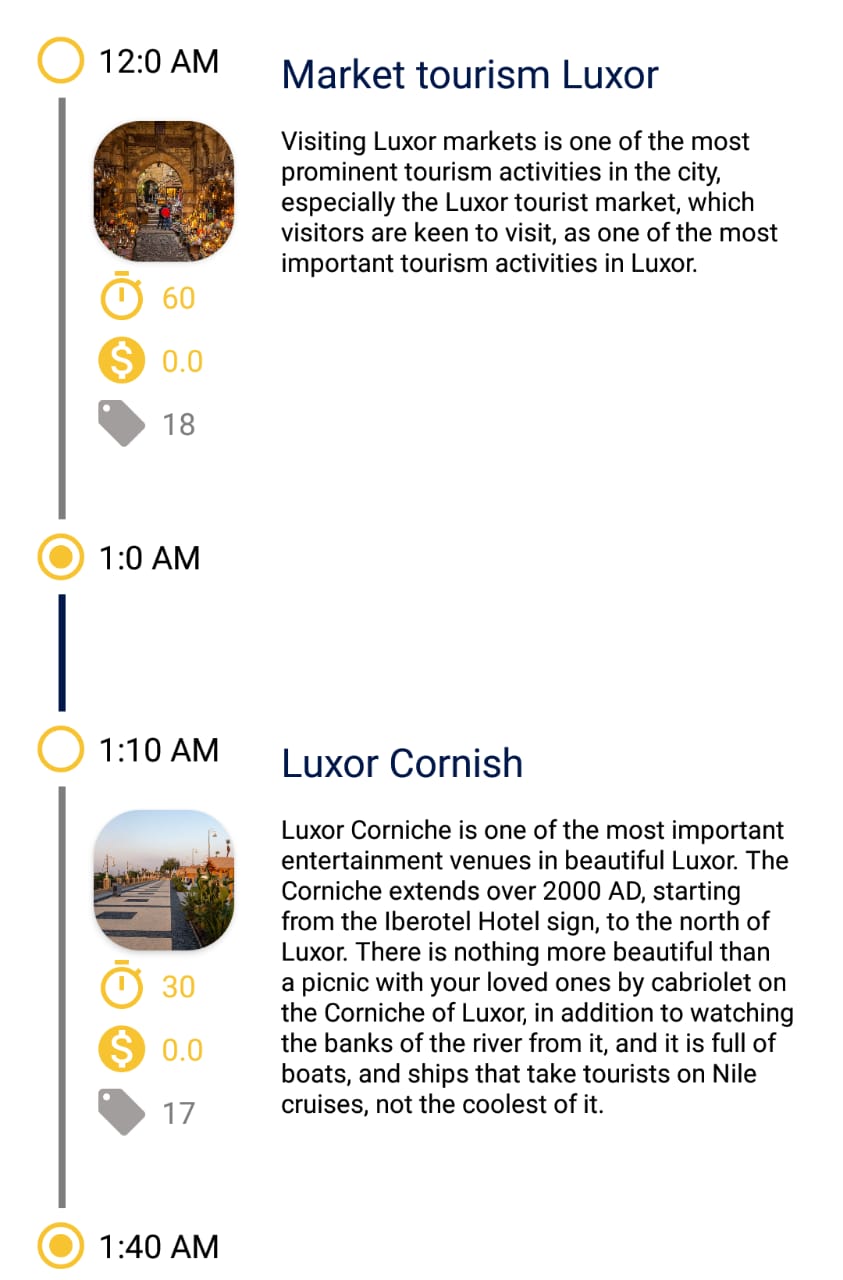 12:0 AM
Market tourism Luxor
Visiting Luxor markets is one of the most
prominent tourism activities in the city,
especially the Luxor tourist market, which
visitors are keen to visit, as one of the most
important tourism activities in Luxor.
60
$ 0.0
18
1:0 AM
1:10 AM
Luxor Cornish
Luxor Corniche is one of the most important
entertainment venues in beautiful Luxor. The
Corniche extends over 2000 AD, starting
from the Iberotel Hotel sign, to the north of
Luxor. There is nothing more beautiful than
a picnic with your loved ones by cabriolet on
the Corniche of Luxor, in addition to watching
the banks of the river from it, and it is full of
boats, and ships that take tourists on Nile
cruises, not the coolest of it.
30
$ 0.0
17
1:40 AM